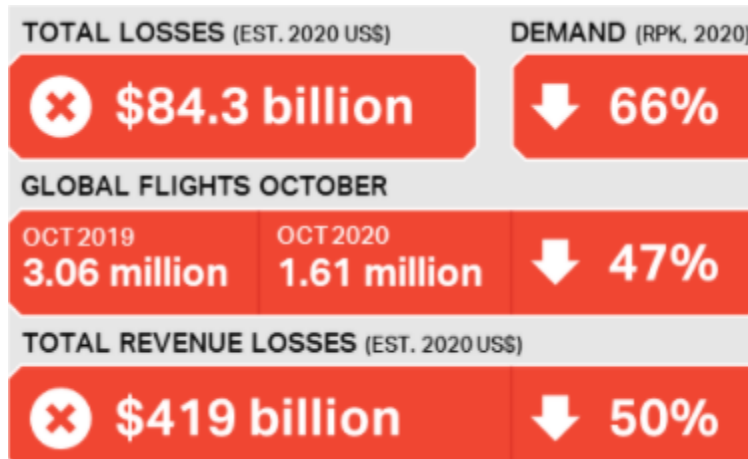 TOTAL LOSSES (EST. 2020 US$)
DEMAND (RPK, 2020)
$84.3 billion
66%
GLOBAL FLIGHTS OCTOBER
OCT 2019
3.06 million
OCT 2020
1.61 million
47%
TOTAL REVENUE LOSSES (EST. 2020 US$)
$419 billion
50%